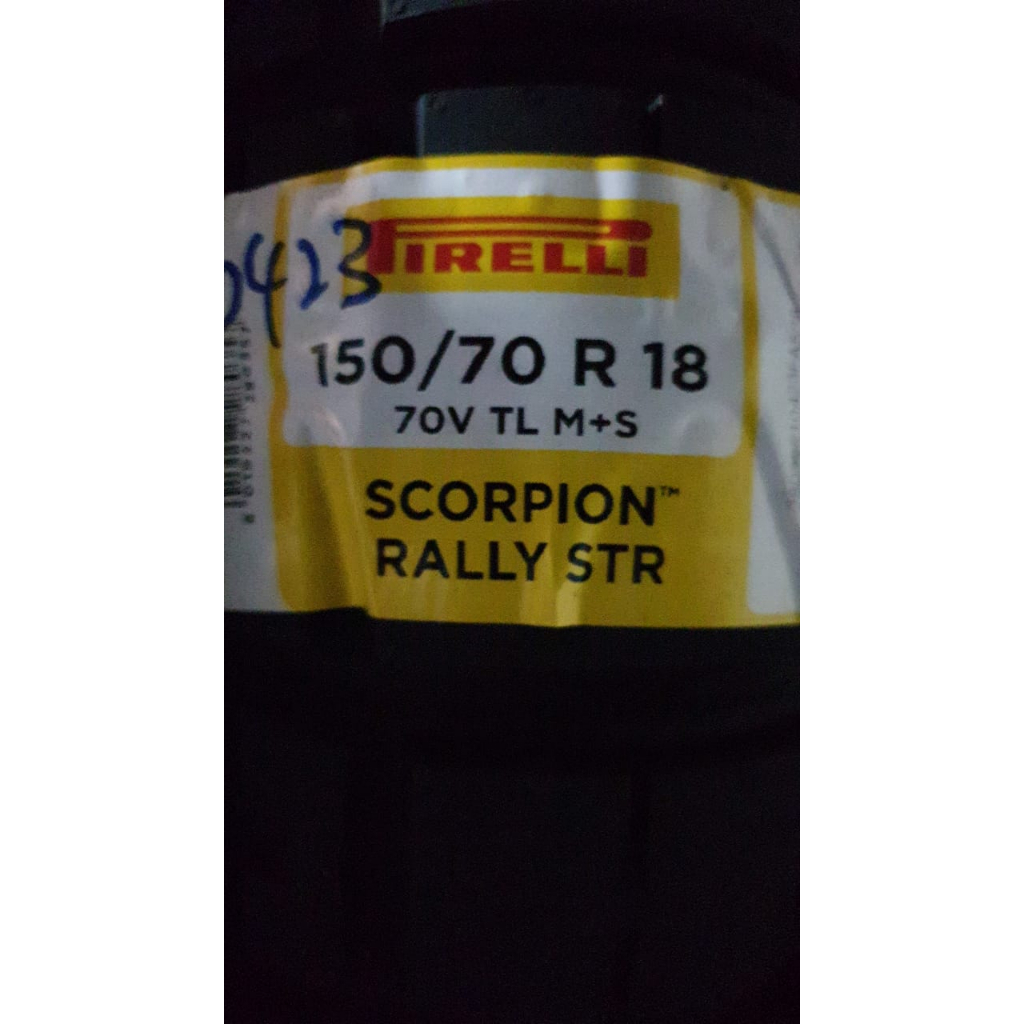 PIRELLI
0423
150/70 R 18
70V TL M+S
SCORPION™
RALLY STR